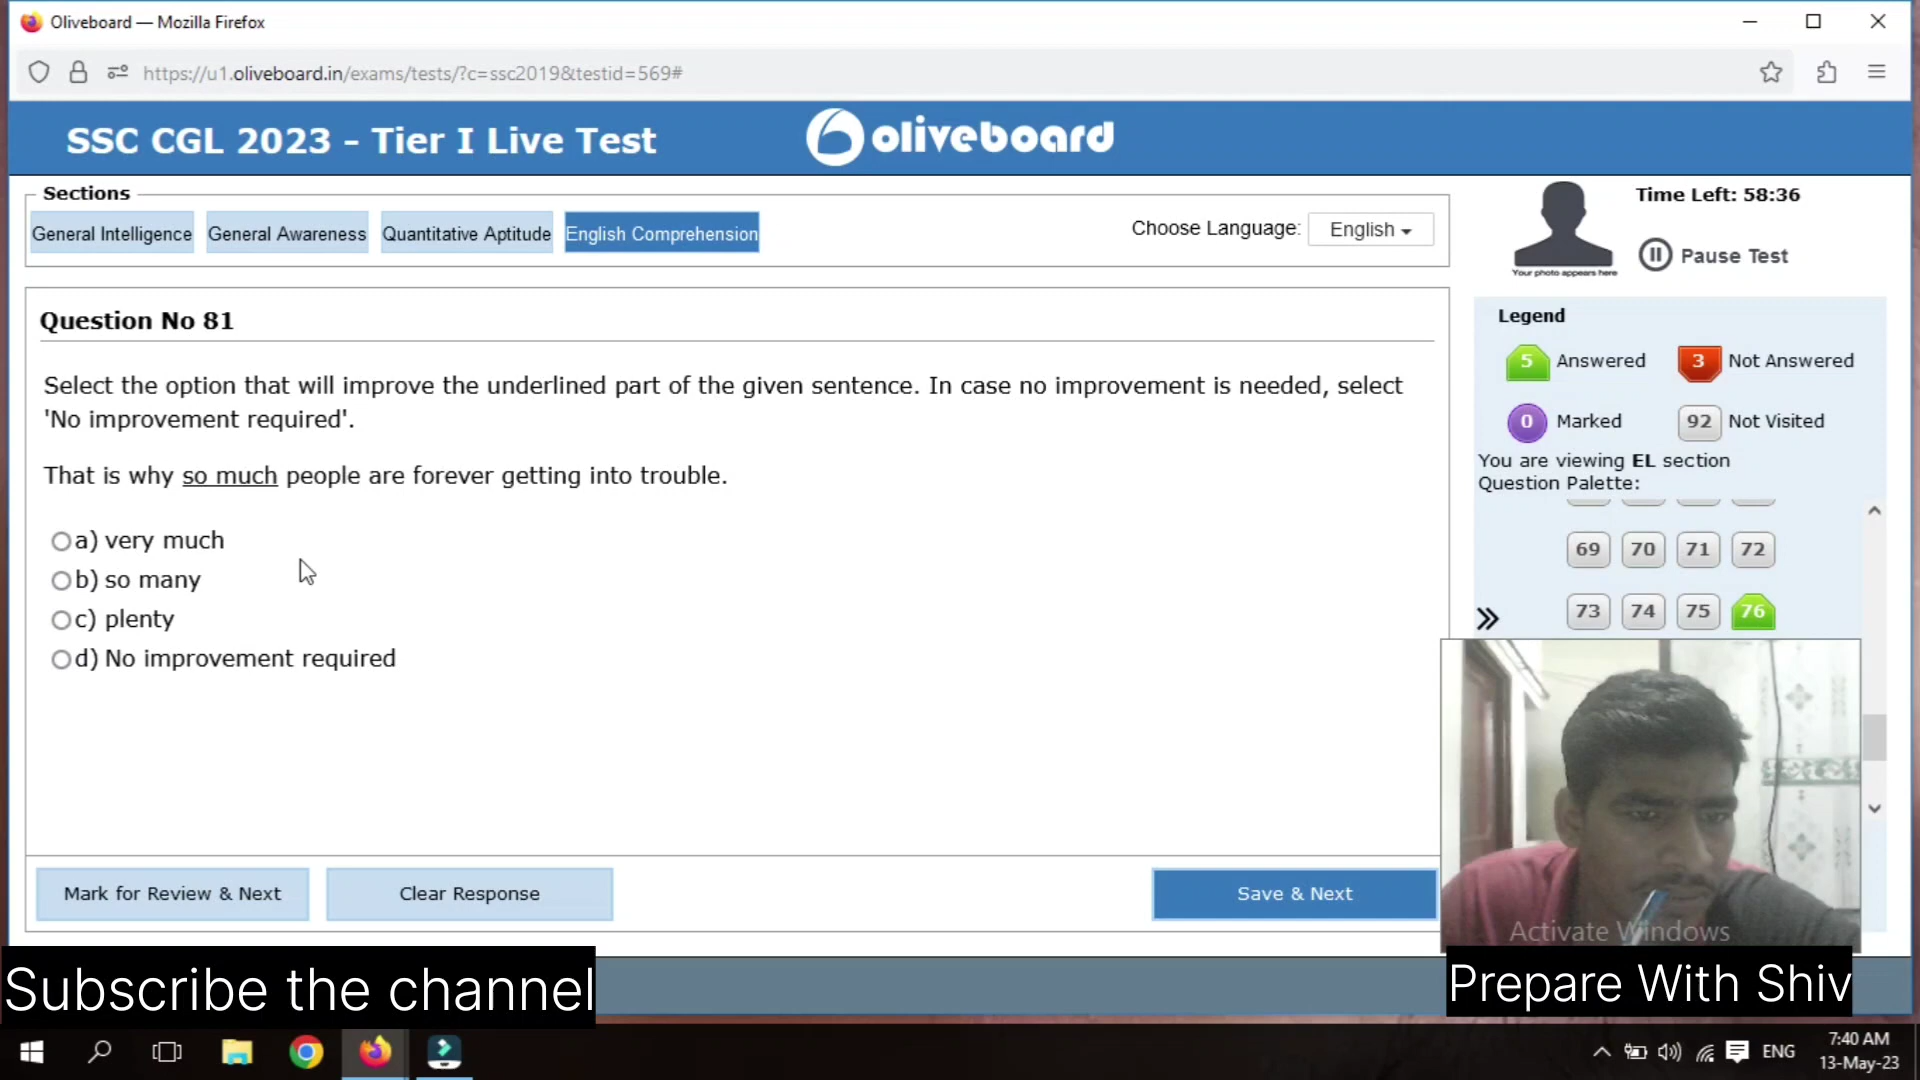 Oliveboard — Mozilla Firefox
https://u1.oliveboard.in/exams/tests/?c=ssc2019&testid=569#
SSC CGL 2023 - Tier I Live Test
oliveboard
Sections
General Intelligence
General Awareness
Quantitative Aptitude
English Comprehension
Choose Language:
English
Your photo appears here
Time Left: 58:36
Pause Test
Question No 81
Select the option that will improve the underlined part of the given sentence. In case no improvement is needed, select
'No improvement required'.
That is why so much people are forever getting into trouble.
a) very much
b) so many
c) plenty
d) No improvement required
Legend
5 Answered
3 Not Answered
0 Marked
92 Not Visited
You are viewing EL section
Question Palette:
69 70 71 72
73 74 75 76
Mark for Review & Next
Clear Response
Save & Next
Activate Windows
Subscribe the channel
Prepare With Shiv
ENG
7:40 AM
13-May-23